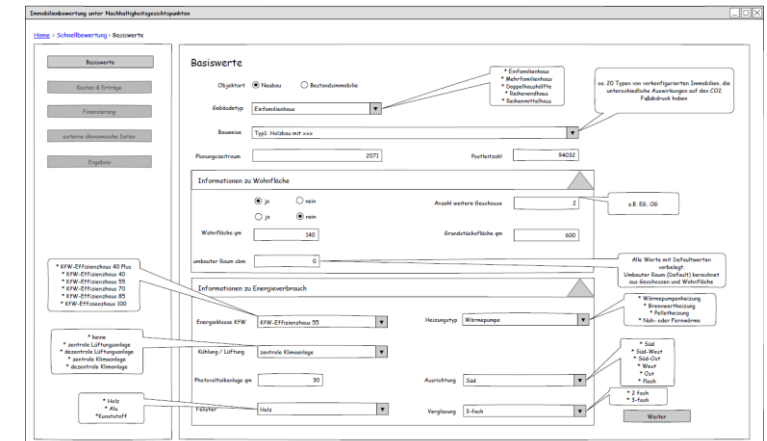 Immobilienbewertung unter Nachhaltigkeitsgesichtspunkten
Home > Schnellbewertung > Basiswerte
Basiswerte
Kosten & Erträge
Finanzierung
externe ökonomische Daten
Ergebnis
Basiswerte
Objektart
Neubau
Bestandsimmobilie
Gebäudetyp
Einfamilienhaus
* Einfamilienhaus
* Mehrfamilienhaus
* Doppelhaushälfte
* Reihenendhaus
* Reihenmittelhaus
ca. 20 Typen von vorkonfigurierten Immobilien, die
unterschiedliche Auswirkungen auf den CO2
Fußabdruck haben
Bauweise
Typ1: Holzbau mit xxx
Planungszeitraum
2071
Postleitzahl
94032
Informationen zu Wohnfläche
ja
nein
Anzahl weitere Geschosse
2
z.B. EG, OG
ja
nein
Wohnfläche qm
140
Grundstücksfläche qm
600
umbauter Raum cbm
0
Alle Werte mit Defaultwerten
vorbelegt.
Umbauter Raum (Default) berechnet
aus Geschossen und Wohnfläche
Informationen zu Energieverbrauch
* KfW-Effizienzhaus 40 Plus
* KfW-Effizienzhaus 40
* KfW-Effizienzhaus 55
* KfW-Effizienzhaus 70
* KfW-Effizienzhaus 85
* KfW-Effizienzhaus 100
Energieklasse KFW
KfW-Effizienzhaus 55
Heizungstyp
Wärmepumpe
* Wärmepumpenheizung
* Brennwertheizung
* Pelletheizung
* Nah- oder Fernwärme
* keine
* zentrale Lüftungsanlage
* dezentrale Lüftungsanlage
* zentrale Klimaanlage
* dezentrale Klimaanlage
Kühlung / Lüftung
zentrale Klimaanlage
Photovoltaikanlage qm
30
Ausrichtung
Süd
* Süd
* Süd-West
* Süd-Ost
* West
* Ost
* flach
* Holz
* Alu
*Kunststoff
Fenster
Holz
Verglasung
3-fach
* 2 fach
* 3-fach
Weiter